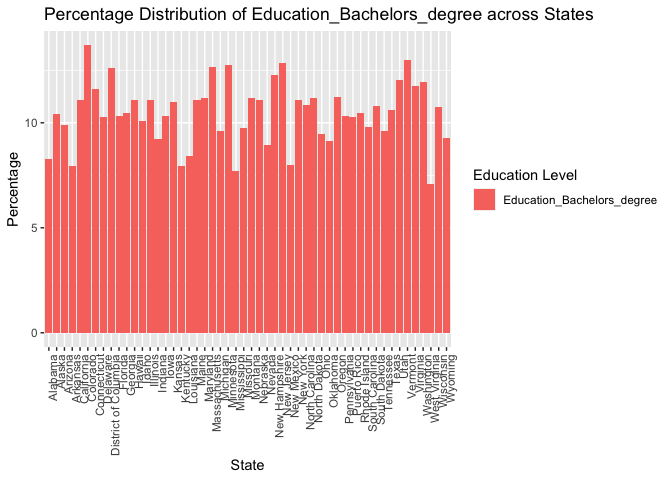 Percentage Distribution of Education_Bachelors_degree across States
Percentage
10
5
0
Alabama
Alaska
Arizona
Arkansas
California
Colorado
Connecticut
Delaware
District of Columbia
Florida
Georgia
Hawaii
Idaho
Illinois
Indiana
Iowa
Kansas
Kentucky
Louisiana
Maine
Maryland
Massachusetts
Michigan
Minnesota
Mississippi
Missouri
Montana
Nebraska
Nevada
New Hampshire
New Jersey
New Mexico
New York
North Carolina
North Dakota
Ohio
Oklahoma
Oregon
Pennsylvania
Puerto Rico
Rhode Island
South Carolina
South Dakota
Tennessee
Texas
Utah
Virginia
Washington
West Virginia
Wisconsin
Wyoming
State
Education Level
Education_Bachelors_degree